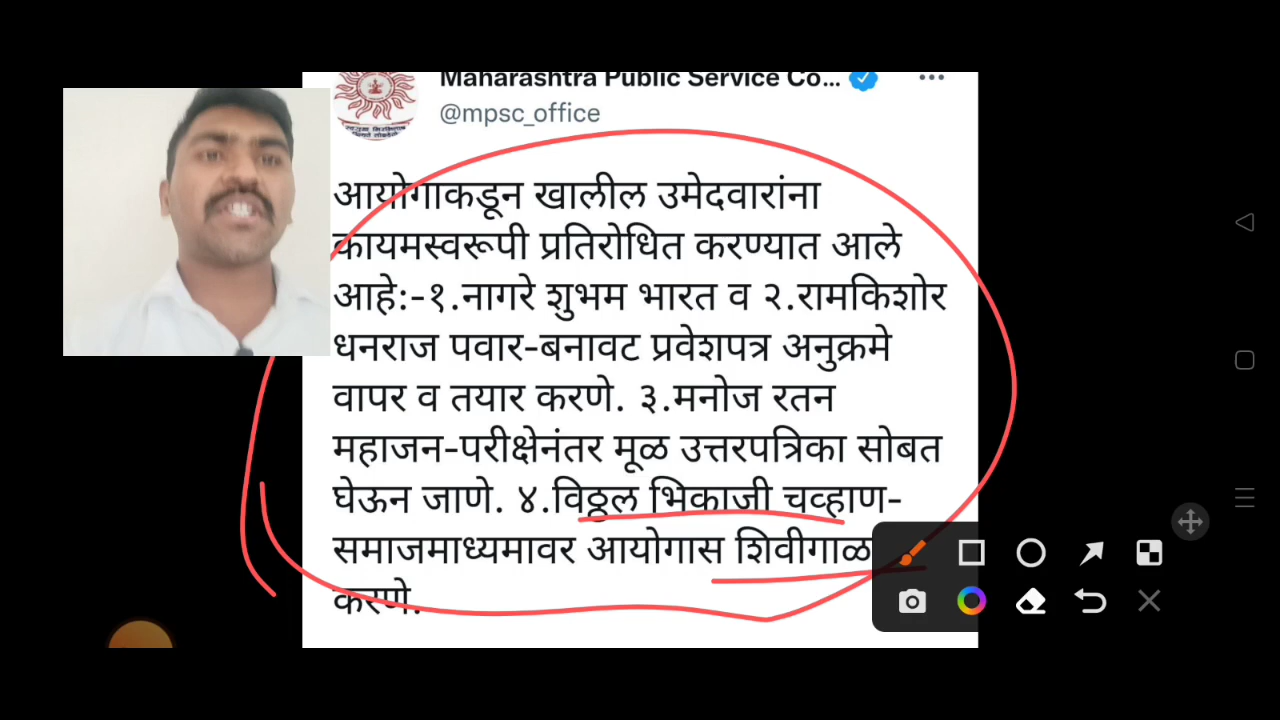 Maharashtra Public Service Co...
@mpsc_office
आयोगाकडून खालील उमेदवारांना
कायमस्वरूपी प्रतिरोधित करण्यात आले
आहे:-१.नागरे शुभम भारत व २.रामकिशोर
धनराज पवार-बनावट प्रवेशपत्र अनुक्रमे
वापर व तयार करणे. ३.मनोज रतन
महाजन-परीक्षेनंतर मूळ उत्तरपत्रिका सोबत
घेऊन जाणे. ४.विठ्ठल भिकाजी चव्हाण-
समाजमाध्यमावर आयोगास शिवीगाळ
करणे.